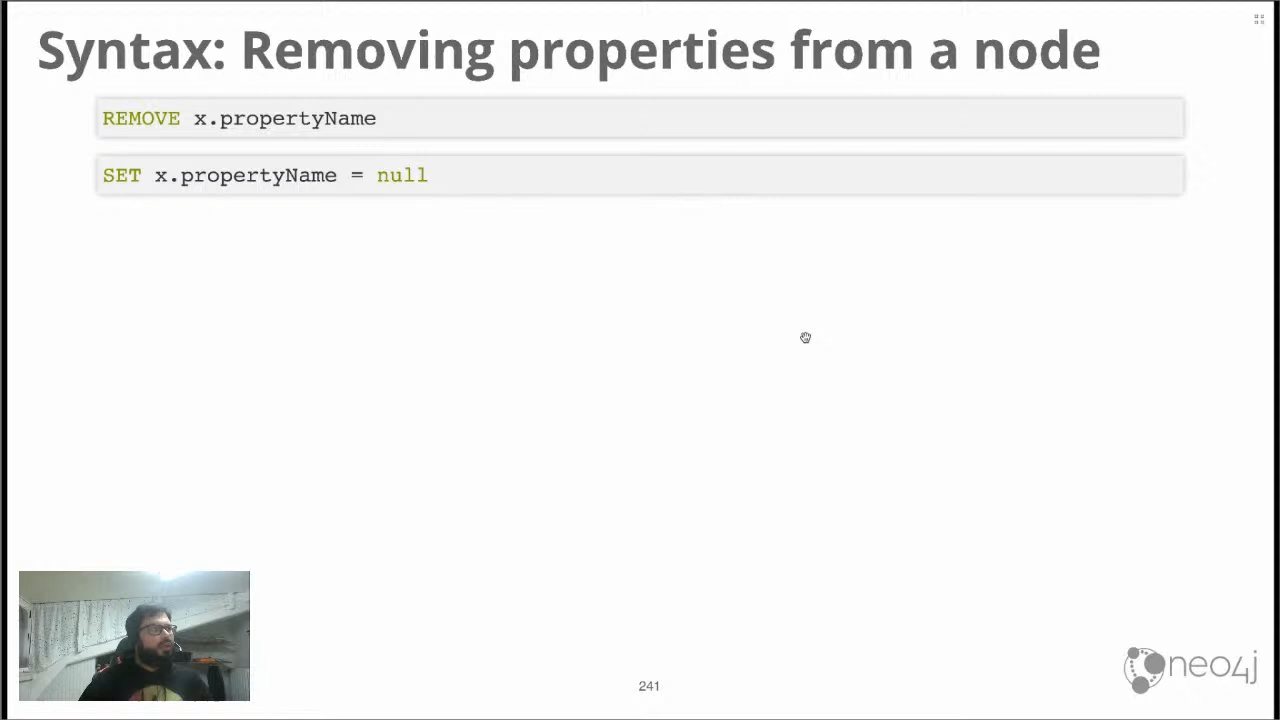 Syntax: Removing properties from a node
REMOVE x.propertyName
SET x.propertyName = null
241
neo4j